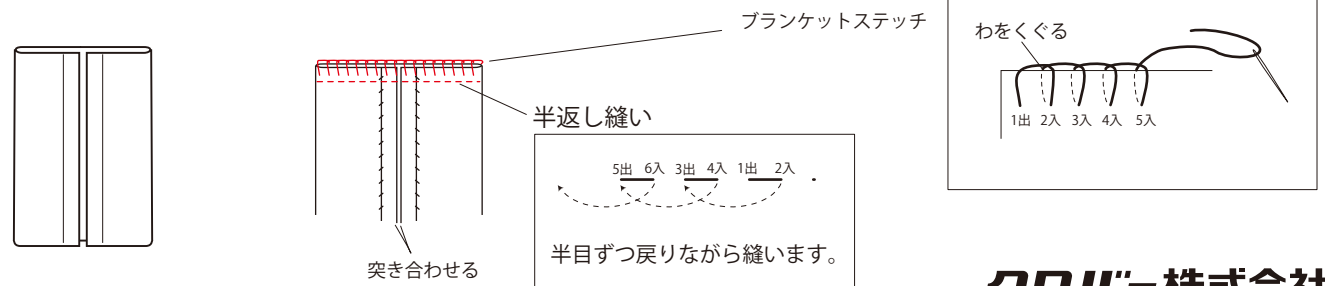 ブランケットステッチ
半返し縫い
突き合わせる
5出 6入 3出 4入 1出 2入
半目ずつ戻りながら縫います。
わをくぐる
1出 2入 3入 4入 5入
クロバー株式会社